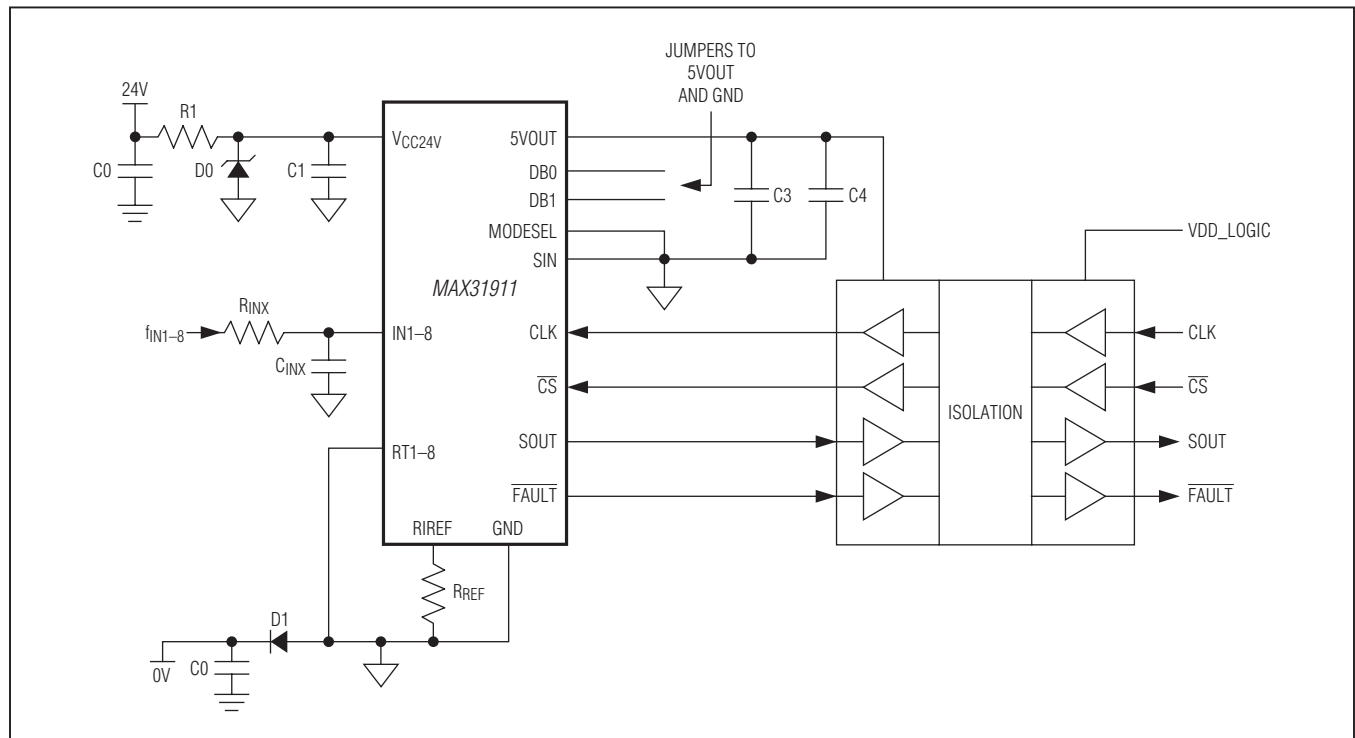 JUMPERS TO
5VOUT
AND GND
24V
R1
C0
D0
C1
VCC24V
5VOUT
DB0
DB1
MODESEL
SIN
C3
C4
VDD_LOGIC
MAX31911
RINX
fIN1–8
CINX
IN1–8
CLK
CS
SOUT
FAULT
RT1–8
RIREF
GND
ISOLATION
CLK
CS
SOUT
FAULT
RREF
D1
0V
C0